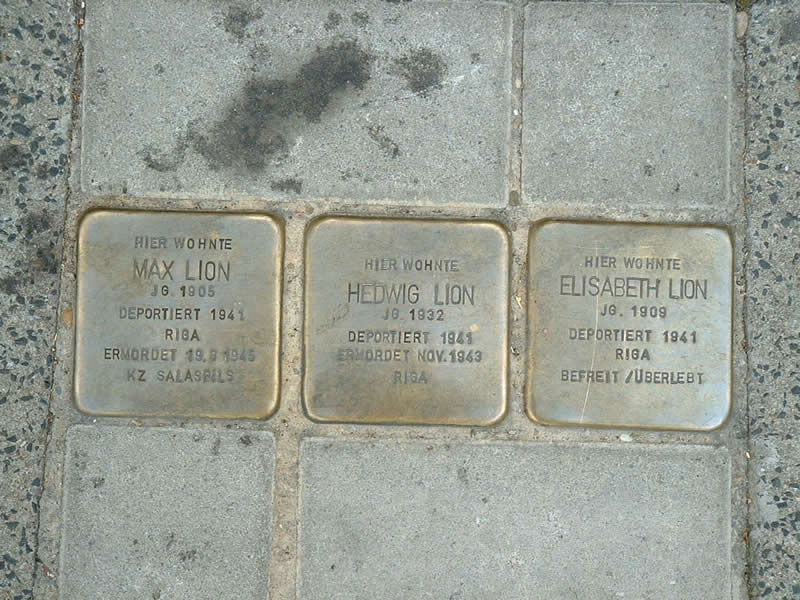 HIER WOHNTE
MAX LION
JG. 1905
DEPORTIERT 1941
RIGA
ERMORDET 19.9.1945
KZ SALASPILS
HIER WOHNTE
HEDWIG LION
JG. 1932
DEPORTIERT 1941
ERMORDET NOV. 1943
RIGA
HIER WOHNTE
ELISABETH LION
JG. 1909
DEPORTIERT 1941
RIGA
BEFREIT / ÜBERLEBT